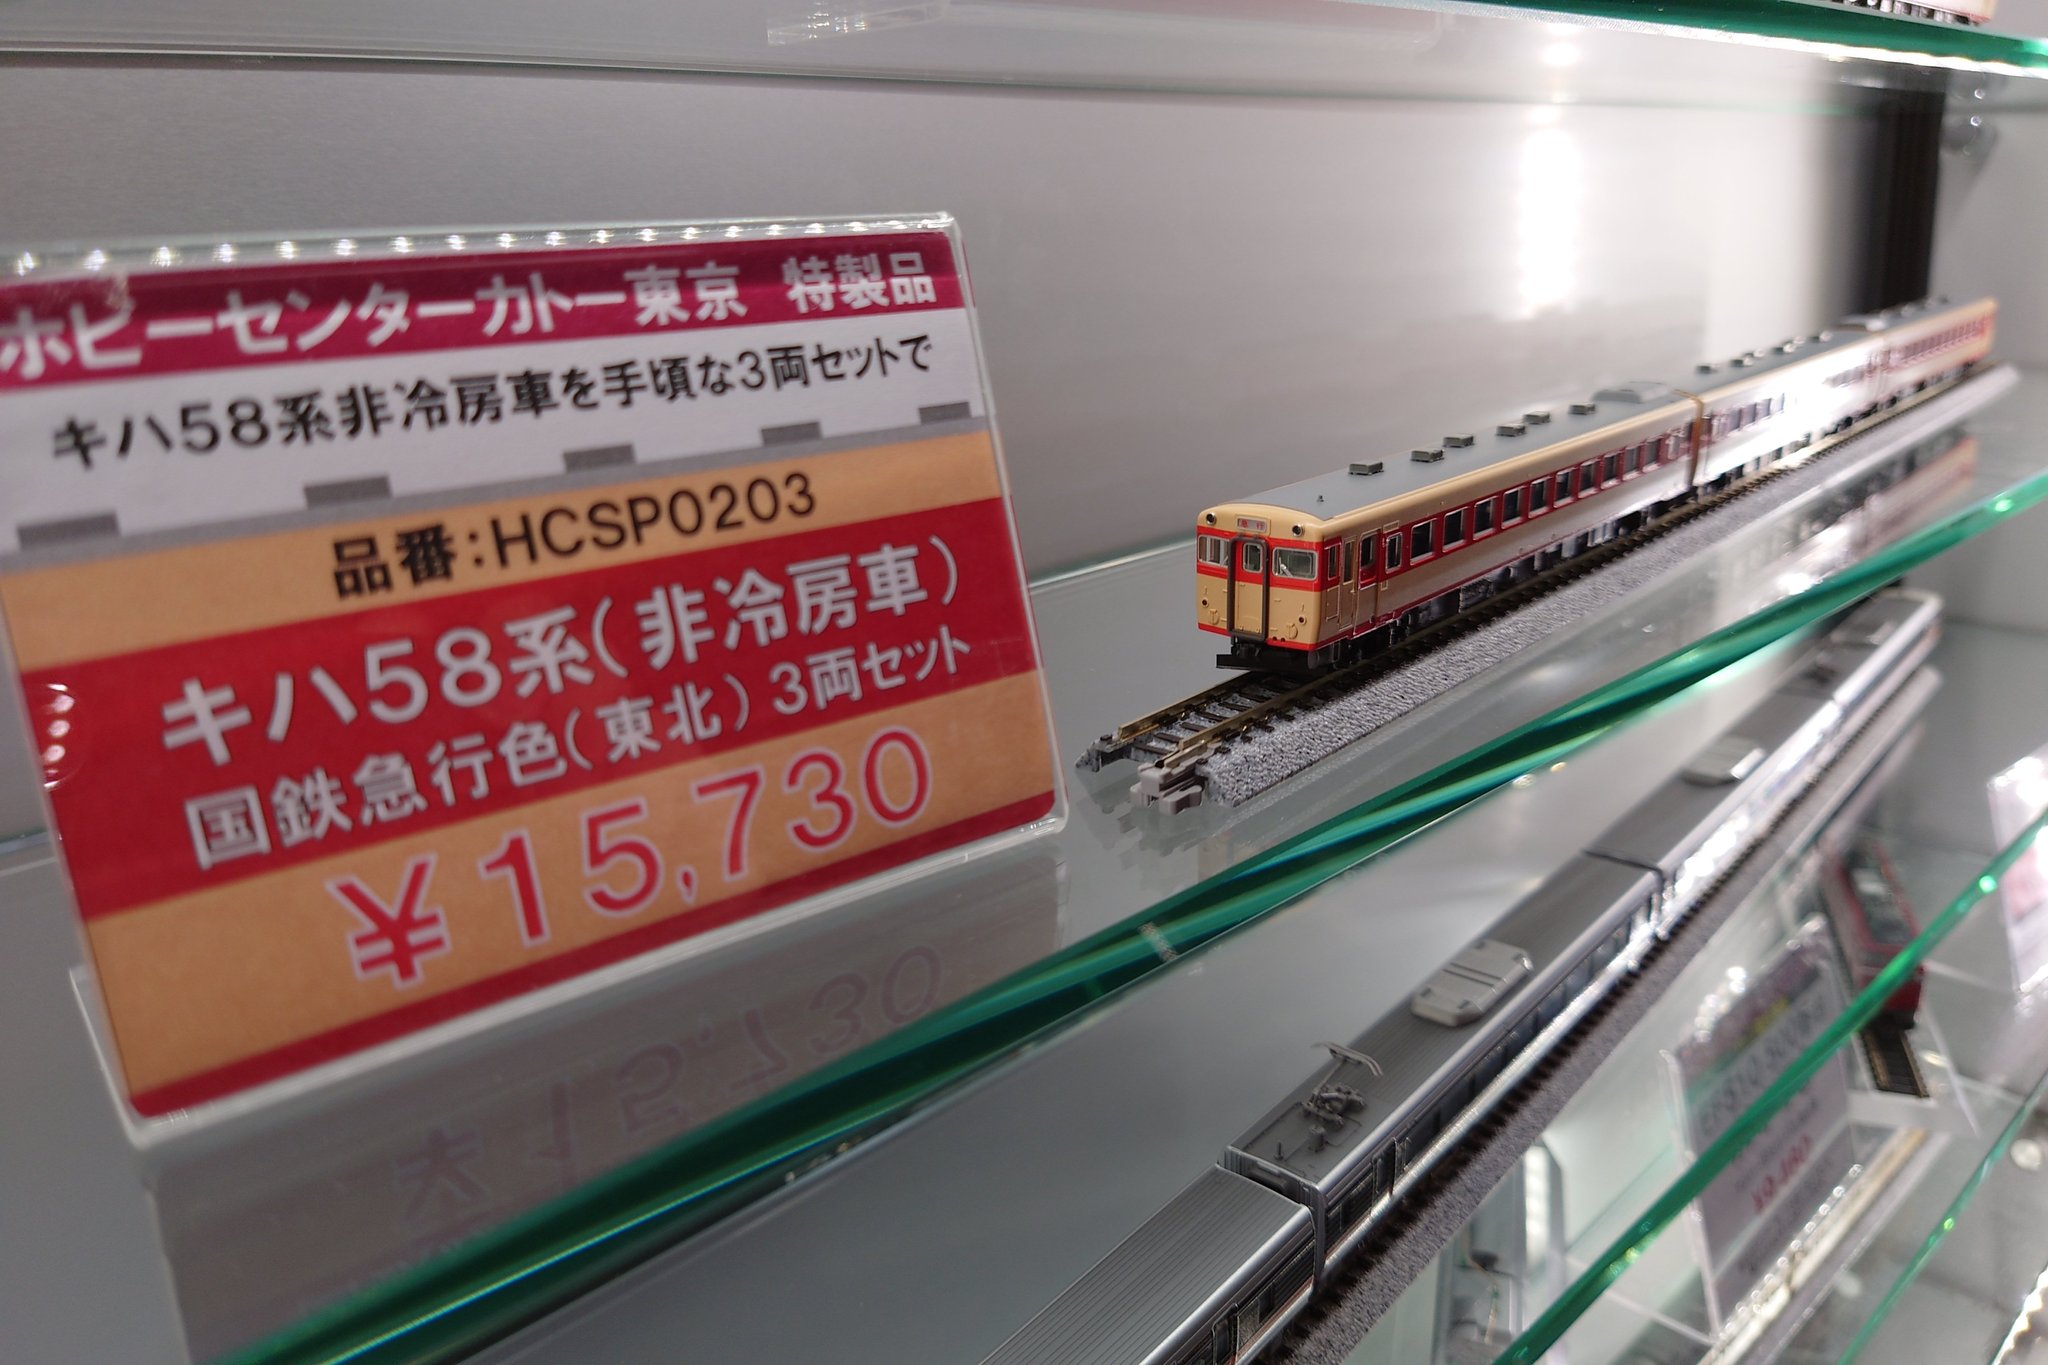 ホビーセンターカトー東京 特製品
キハ58系非冷房車を手頃な3両セットで
品番:HCSP0203
キハ58系(非冷房車)
国鉄急行色(東北)3両セット
¥15,730
急行